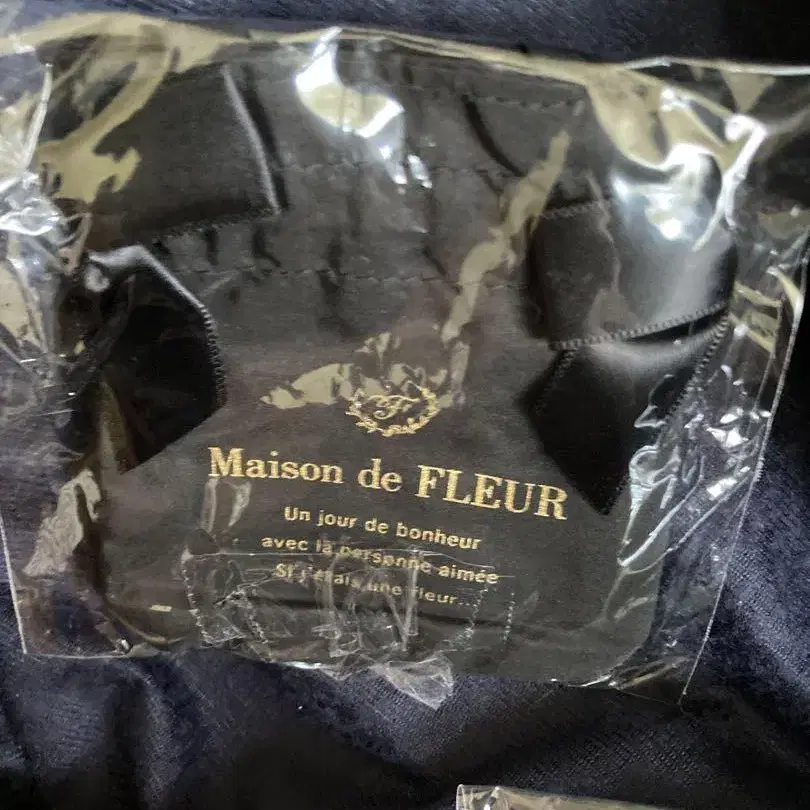 F
Maison de FLEUR
Un jour de bonheur
avec la personne aimée
Si j'étais une fleur...